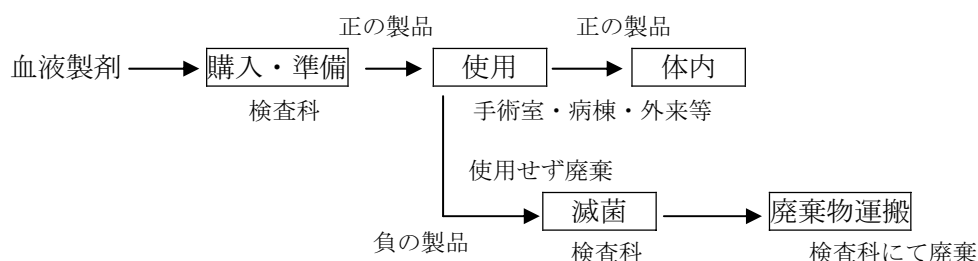 正の製品 正の製品
血液製剤 購入・準備 使用 体内
検査科 手術室・病棟・外来等
使用せず廃棄
滅菌 廃棄物運搬
負の製品 検査科 検査科にて廃棄